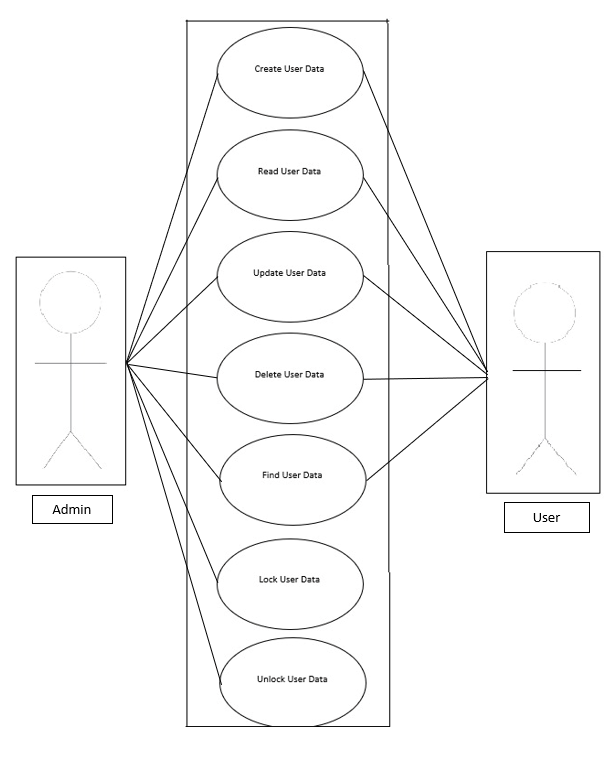 Create User Data
Read User Data
Update User Data
Delete User Data
Find User Data
Lock User Data
Unlock User Data
Admin
User